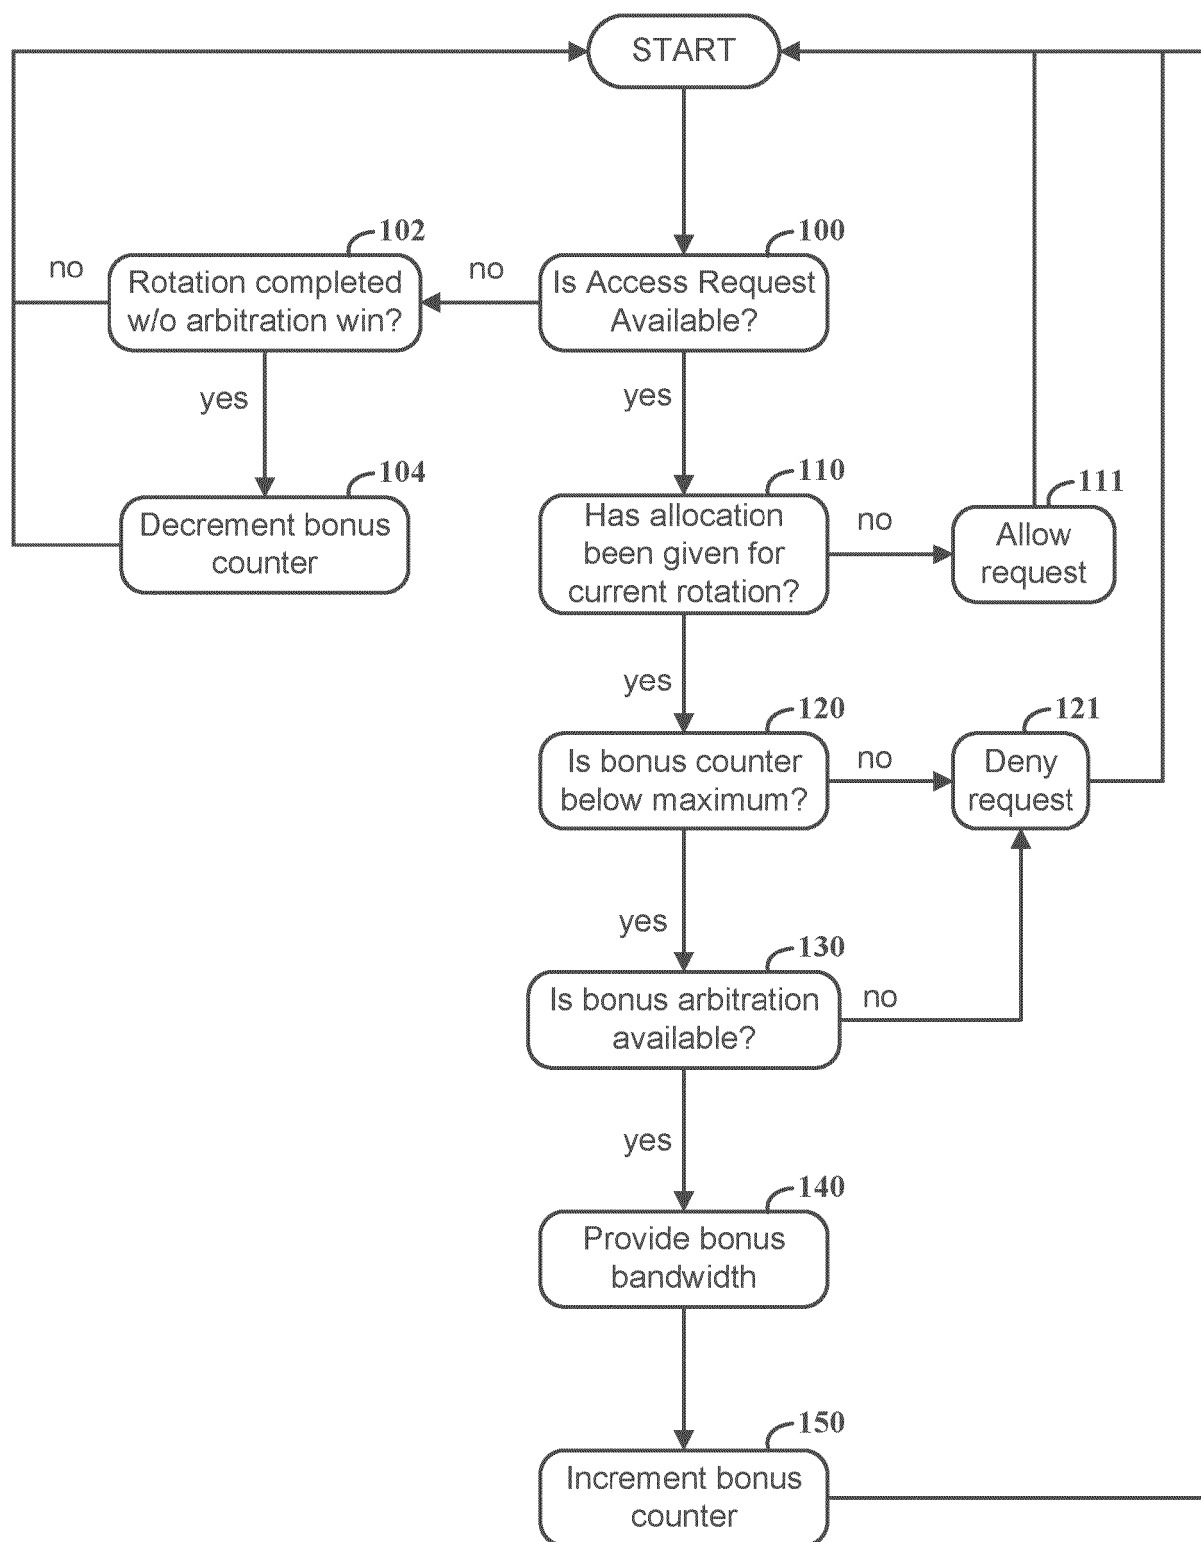 START
102
100
no
Rotation completed
w/o arbitration win?
no
Is Access Request
Available?
yes
yes
104
110
111
Decrement bonus
counter
Has allocation
been given for
current rotation?
no
Allow
request
yes
120
121
Is bonus counter
below maximum?
no
Deny
request
yes
130
Is bonus arbitration
available?
no
yes
140
Provide bonus
bandwidth
150
Increment bonus
counter